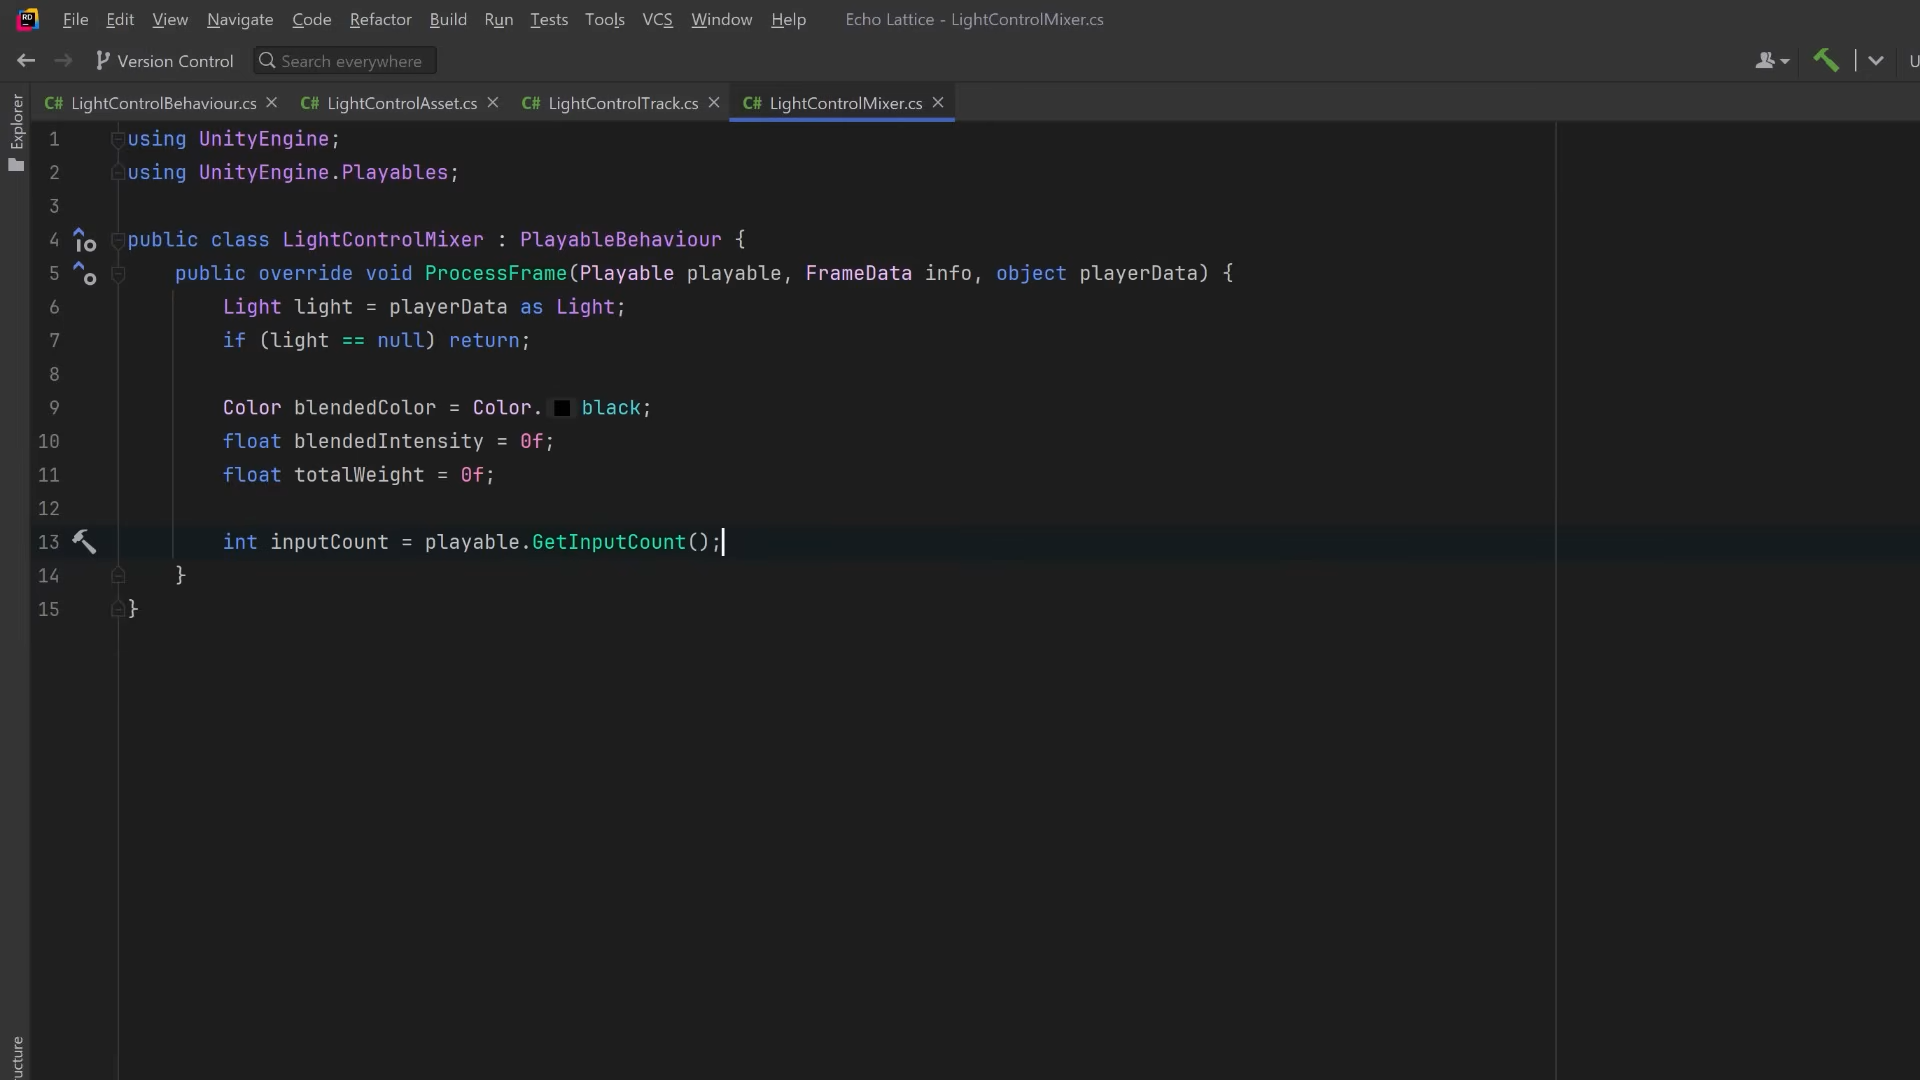 RD File Edit View Navigate Code Refactor Build Run Tests Tools VCS Window Help Echo Lattice - LightControlMixer.cs
Version Control Search everywhere
C# LightControlBehaviour.cs C# LightControlAsset.cs C# LightControlTrack.cs C# LightControlMixer.cs
Explorer
1 using UnityEngine;
2 using UnityEngine.Playables;
3
4 public class LightControlMixer : PlayableBehaviour {
5 public override void ProcessFrame(Playable playable, FrameData info, object playerData) {
6 Light light = playerData as Light;
7 if (light == null) return;
8
9 Color blendedColor = Color. black;
10 float blendedIntensity = 0f;
11 float totalWeight = 0f;
12
13 int inputCount = playable.GetInputCount();
14 }
15 }
ucture